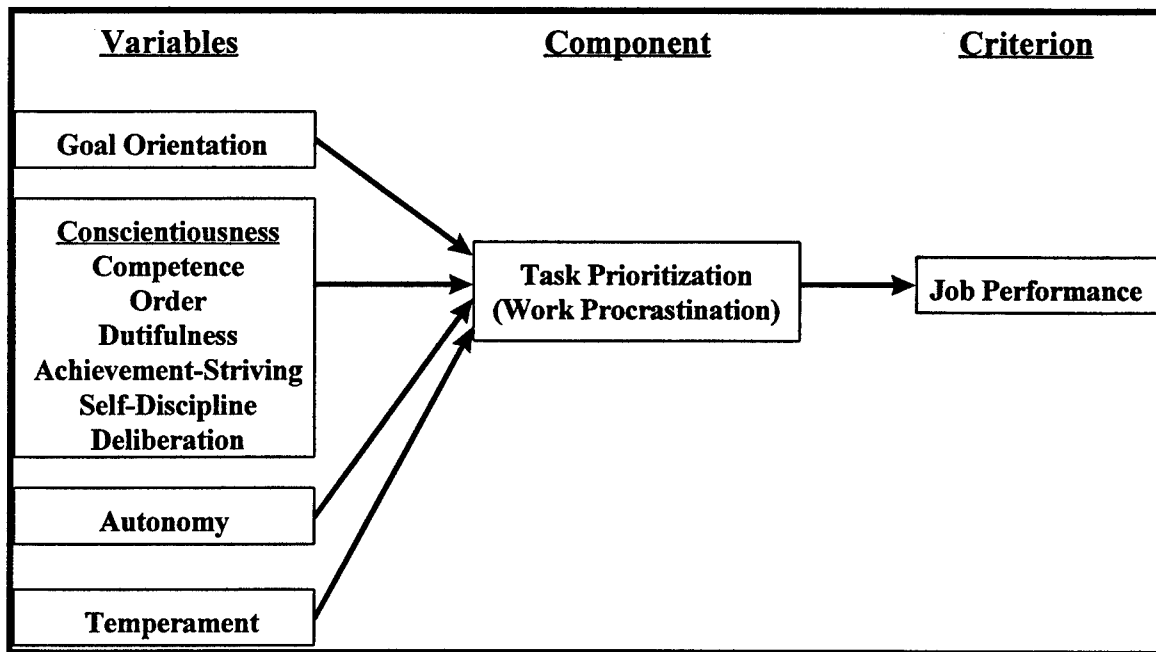 Variables
Component
Criterion
Goal Orientation
Conscientiousness
Competence
Order
Dutifulness
Achievement-Striving
Self-Discipline
Deliberation
Autonomy
Temperament
Task Prioritization
(Work Procrastination)
Job Performance